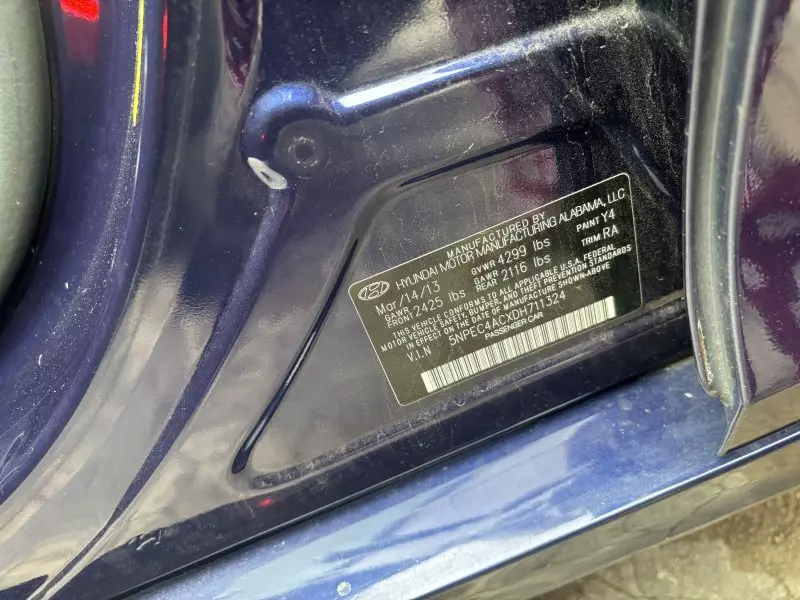 MANUFACTURED BY
HYUNDAI MOTOR MANUFACTURING ALABAMA, LLC
Mar/14/13 GVWR 4299 lbs PAINT Y4
GAWR FRONT 2425 lbs GAWR REAR 2116 lbs TRIM RA
THIS VEHICLE CONFORMS TO ALL APPLICABLE U.S.A. FEDERAL
MOTOR VEHICLE SAFETY, BUMPER, AND THEFT PREVENTION STANDARDS
IN EFFECT ON THE DATE OF MANUFACTURE SHOWN ABOVE
V.I.N 5NPEC4ACXDH711324
PASSENGER CAR